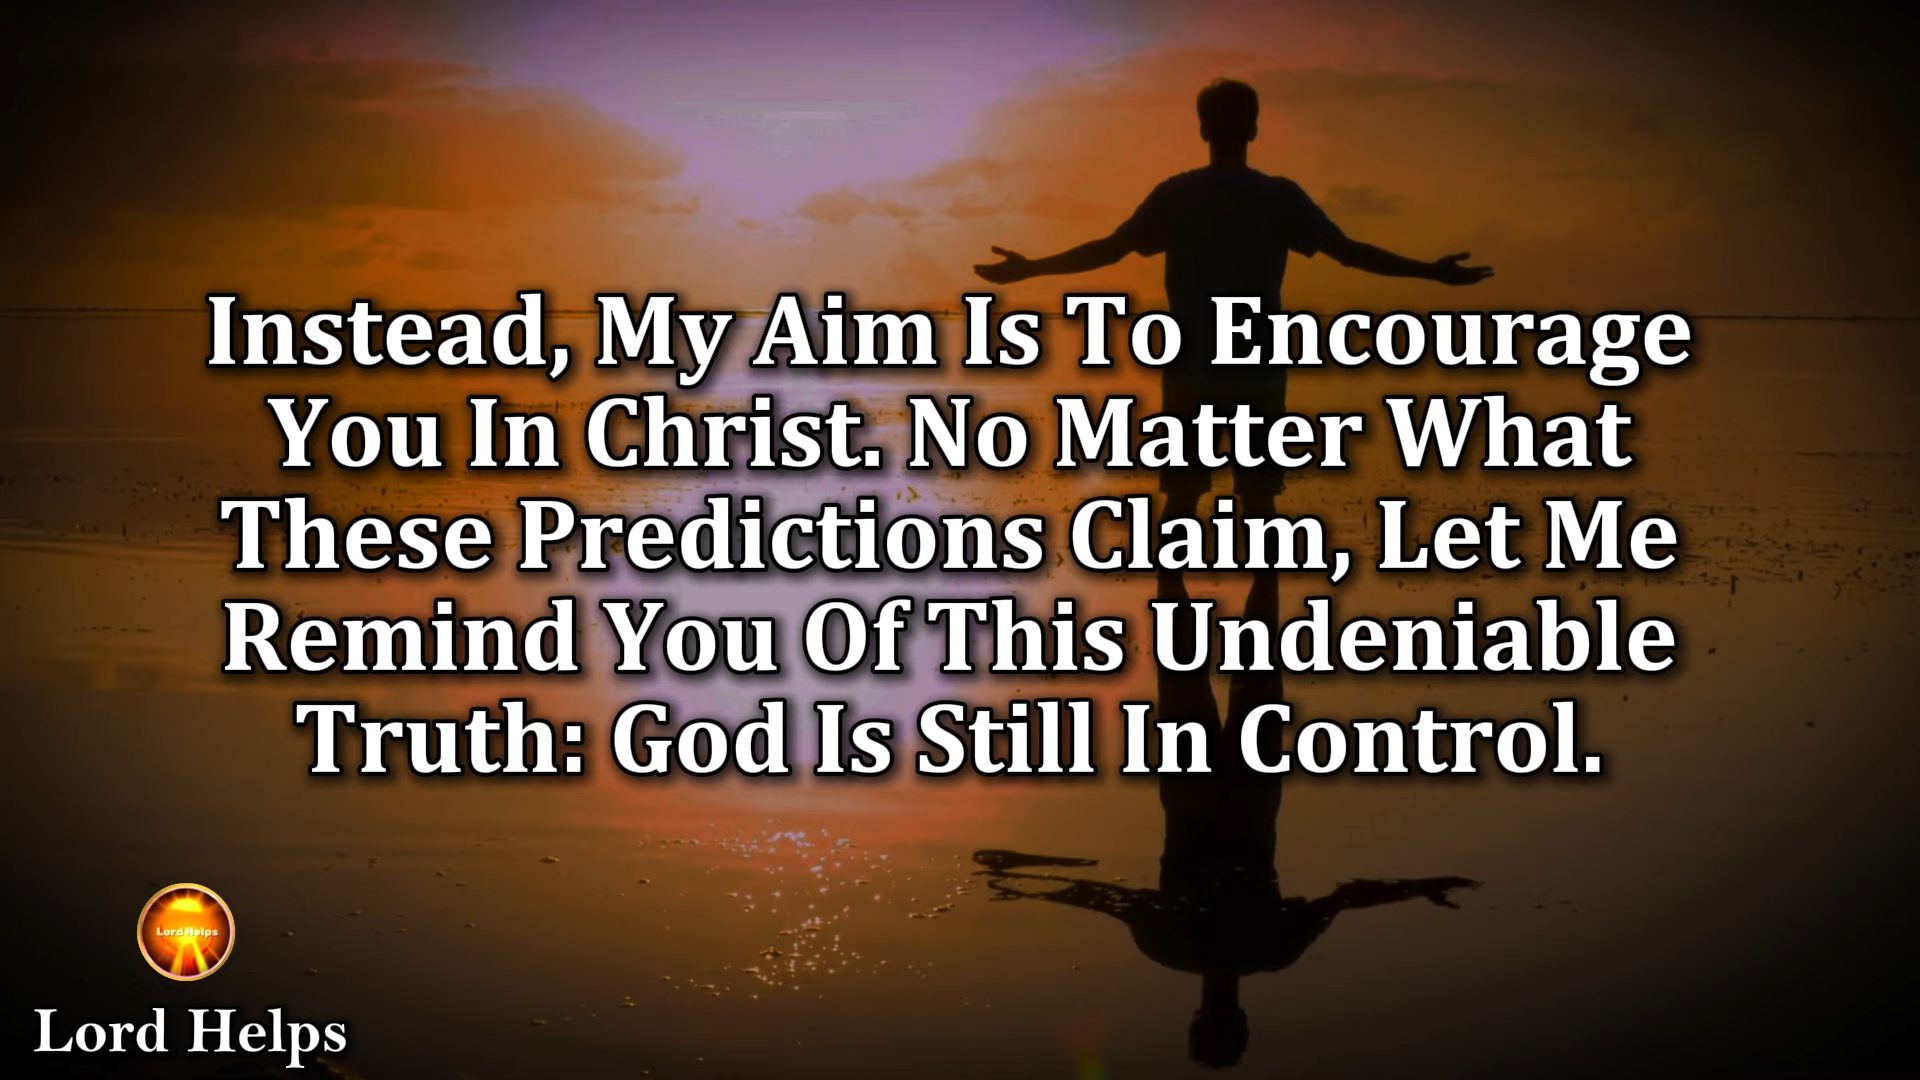 Instead, My Aim Is To Encourage
You In Christ. No Matter What
These Predictions Claim, Let Me
Remind You Of This Undeniable
Truth: God Is Still In Control.
Lord Helps
Lord Helps